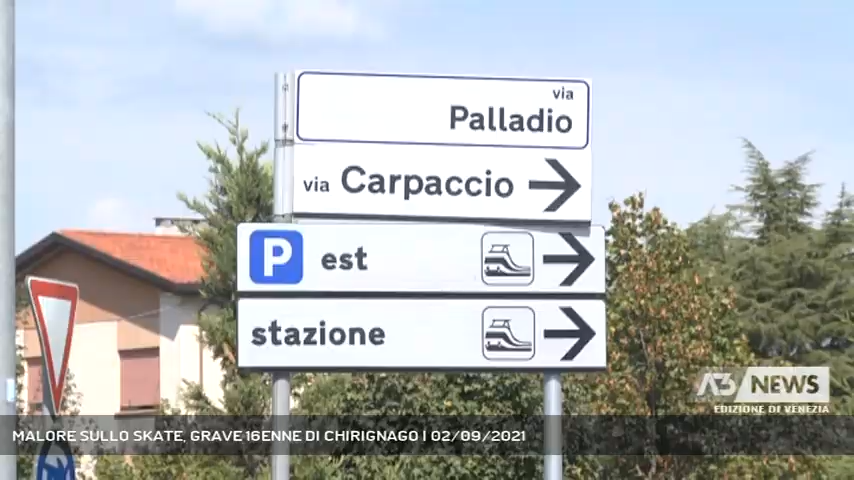 via
Palladio
via Carpaccio
P est
stazione
A3 NEWS
EDIZIONE DI VENEZIA
MALORE SULLO SKATE, GRAVE 16ENNE DI CHIRIGNAGO | 02/09/2021